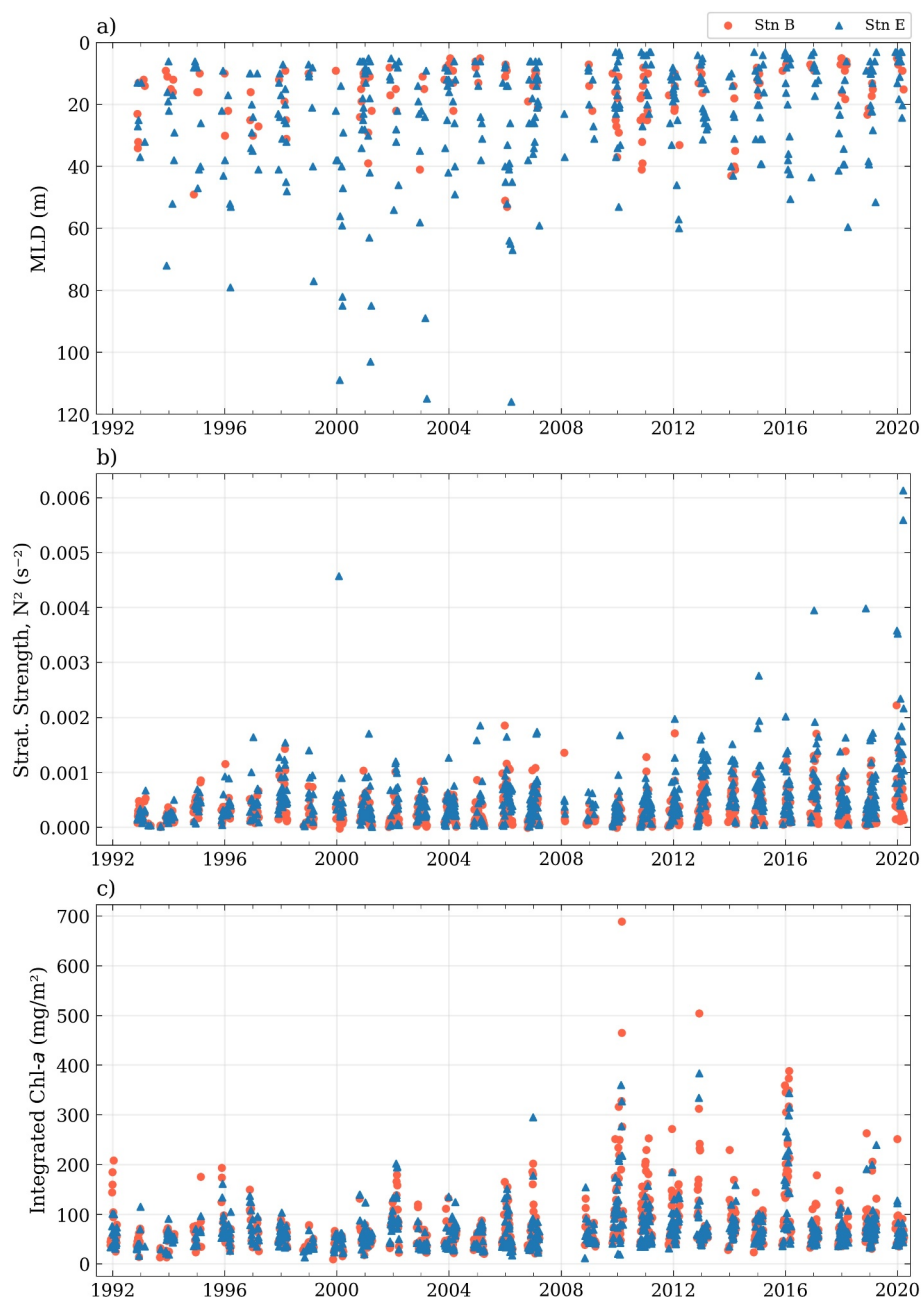 a)
Stn B Stn E
0
20
40
60
80
100
120
MLD (m)
1992 1996 2000 2004 2008 2012 2016 2020
b)
0.006
0.005
0.004
0.003
0.002
0.001
0.000
Strat. Strength, N² (s⁻²)
1992 1996 2000 2004 2008 2012 2016 2020
c)
700
600
500
400
300
200
100
0
Integrated Chl-a (mg/m²)
1992 1996 2000 2004 2008 2012 2016 2020